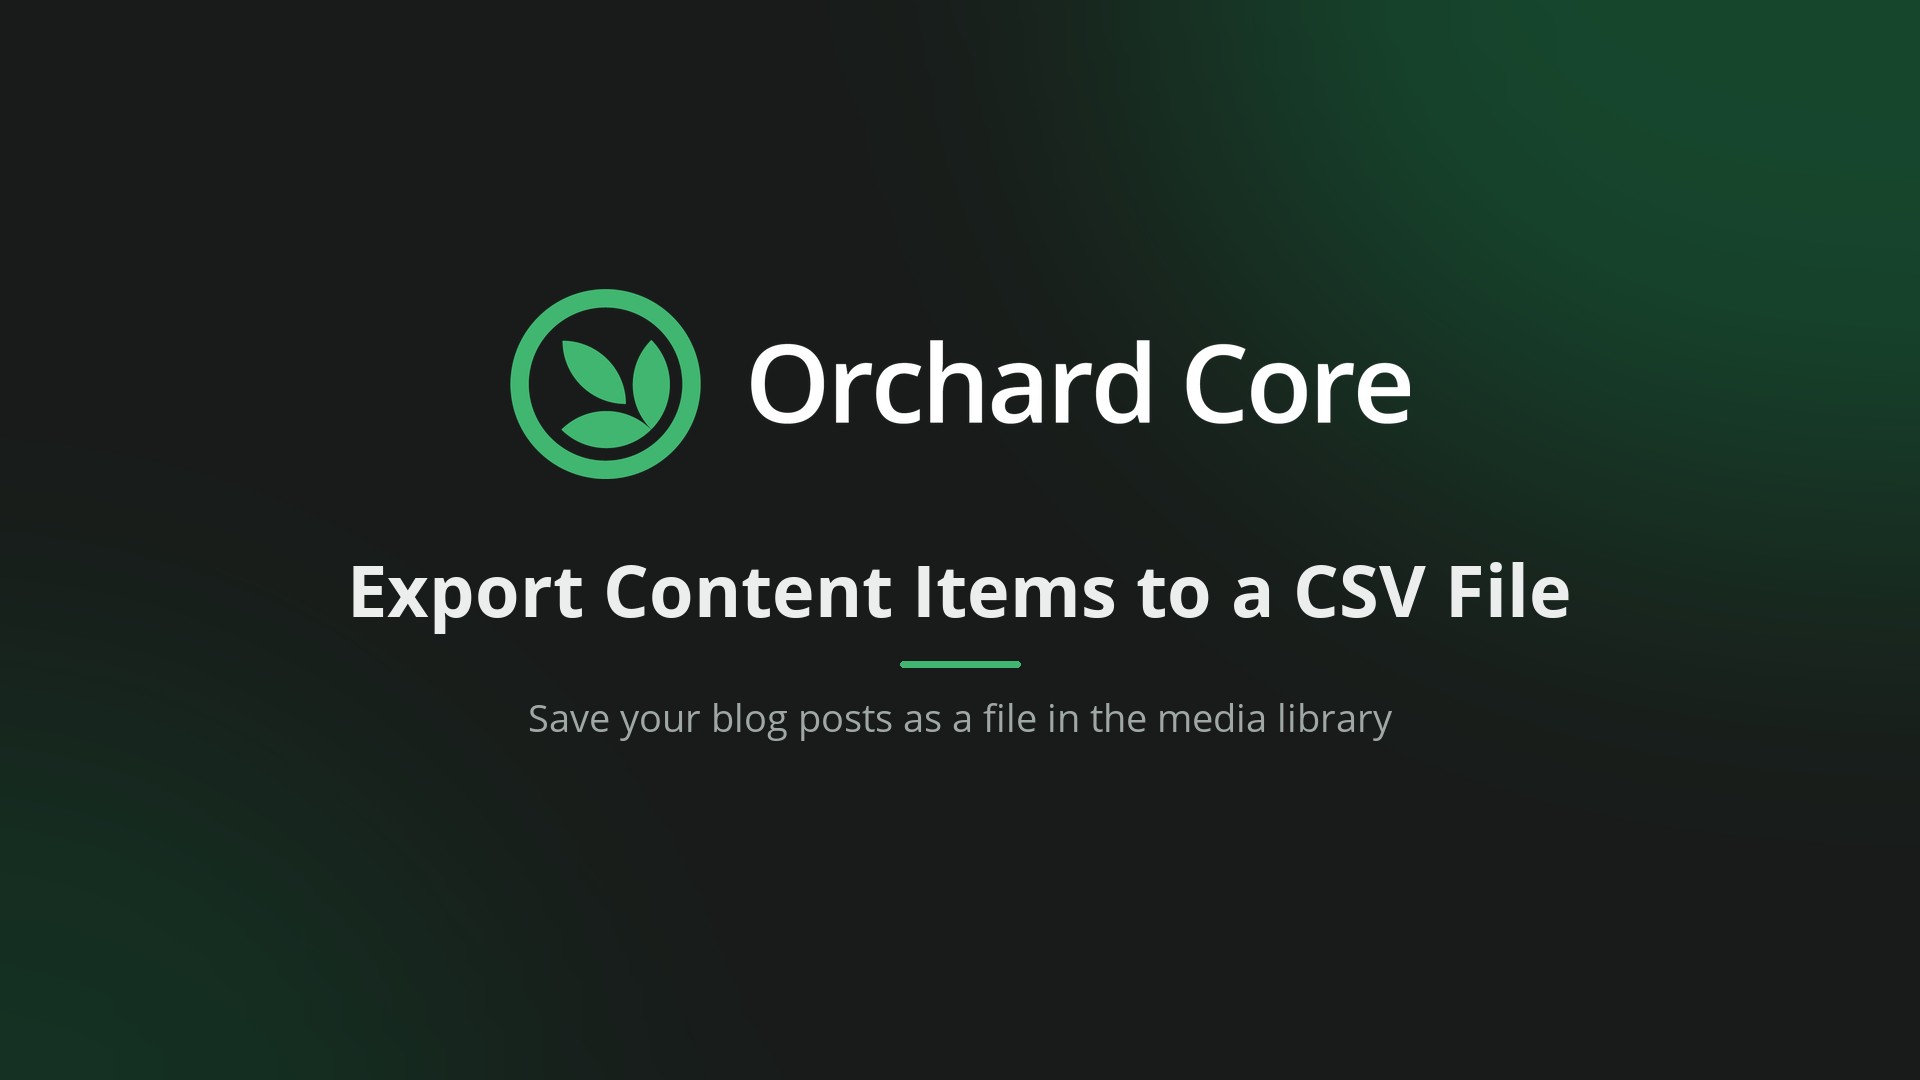 Orchard Core
Export Content Items to a CSV File
Save your blog posts as a file in the media library